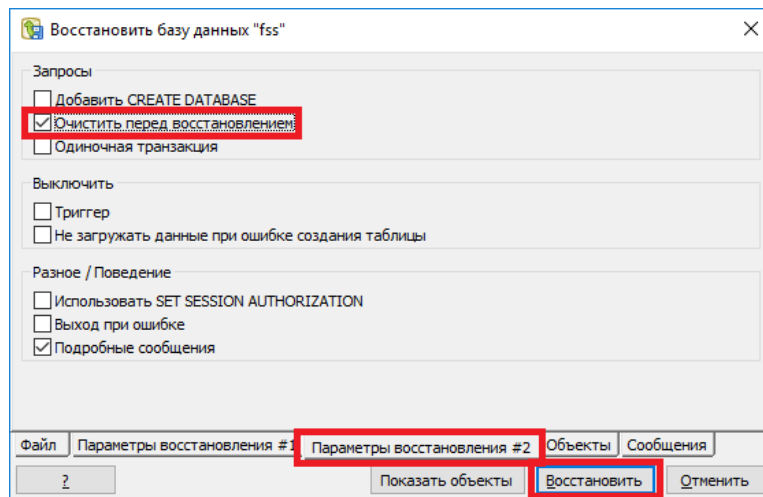 Восстановить базу данных "fss"
Запросы
Добавить CREATE DATABASE
Очистить перед восстановлением
Одиночная транзакция
Выключить
Триггер
Не загружать данные при ошибке создания таблицы
Разное / Поведение
Использовать SET SESSION AUTHORIZATION
Выход при ошибке
Подробные сообщения
Файл Параметры восстановления #1 Параметры восстановления #2 Объекты Сообщения
? Показать объекты Восстановить Отменить